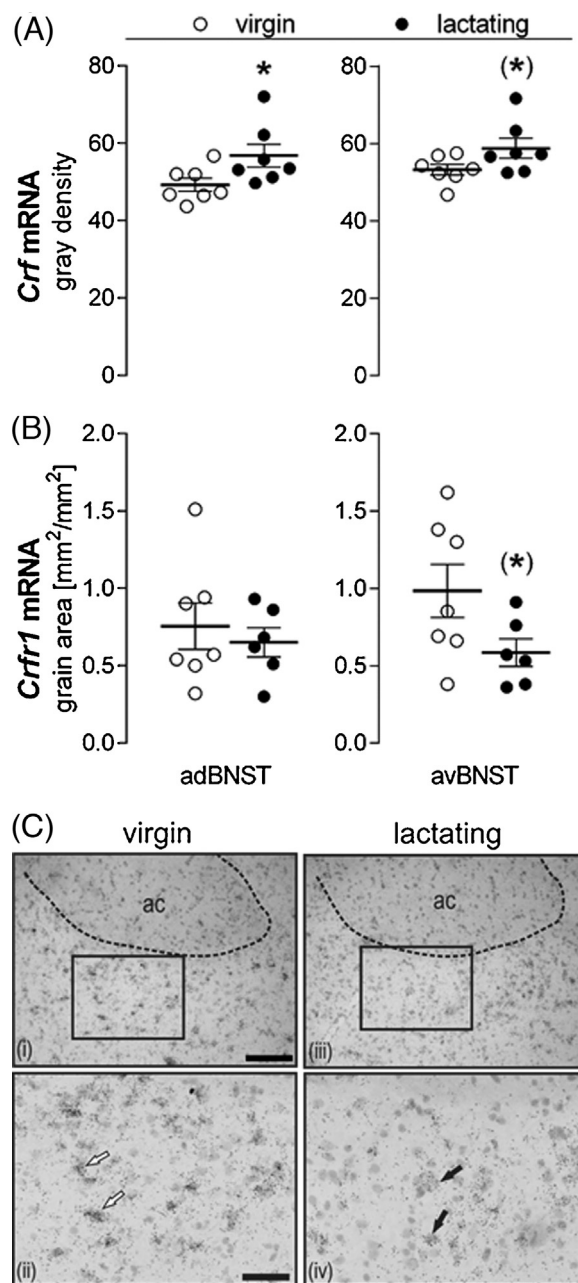 (A)
virgin
lactating
*
(*)
80
60
40
20
0
80
60
40
20
0
Crf mRNA
gray density
(B)
2.0
1.5
1.0
0.5
0.0
2.0
1.5
1.0
0.5
0.0
(*)
Crfr1 mRNA
grain area [mm²/mm²]
adBNST
avBNST
(C)
virgin
lactating
ac
ac
(i)
(iii)
(ii)
(iv)